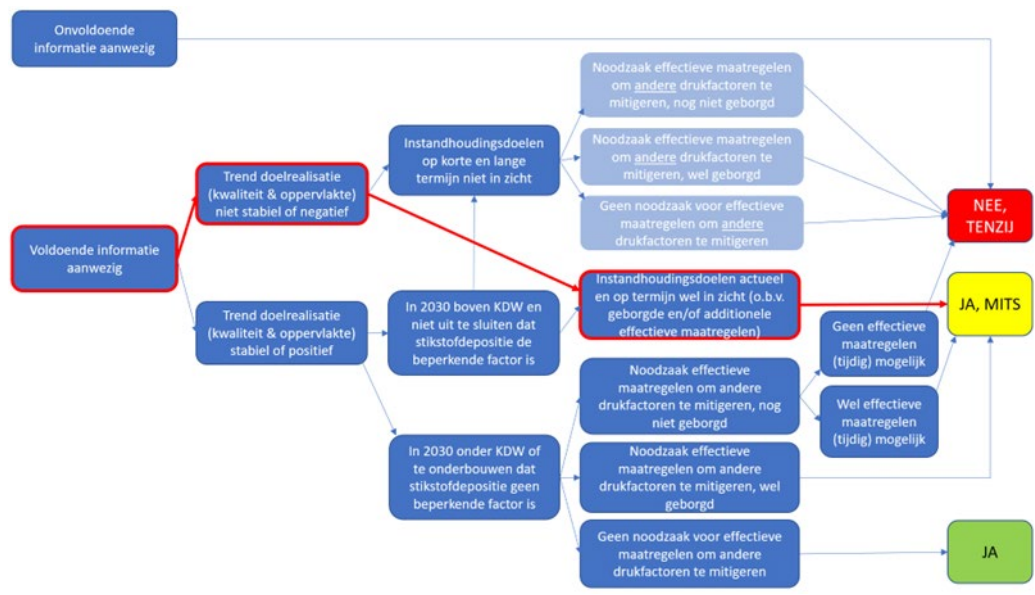 Onvoldoende
informatie aanwezig
Voldoende informatie
aanwezig
Trend doelrealisatie
(kwaliteit & oppervlakte)
niet stabiel of negatief
Trend doelrealisatie
(kwaliteit & oppervlakte)
stabiel of positief
Instandhoudingsdoelen
op korte en lange
termijn niet in zicht
In 2030 boven KDW en
niet uit te sluiten dat
stikstofdepositie de
beperkende factor is
In 2030 onder KDW of
te onderbouwen dat
stikstofdepositie geen
beperkende factor is
Noodzaak effectieve maatregelen
om andere drukfactoren te
mitigeren, nog niet geborgd
Noodzaak effectieve maatregelen
om andere drukfactoren te
mitigeren, wel geborgd
Geen noodzaak voor effectieve
maatregelen om andere
drukfactoren te mitigeren
Instandhoudingsdoelen actueel
en op termijn wel in zicht (o.b.v.
geborgde en/of additionele
effectieve maatregelen)
Noodzaak effectieve
maatregelen om andere
drukfactoren te mitigeren, nog
niet geborgd
Noodzaak effectieve
maatregelen om andere
drukfactoren te mitigeren, wel
geborgd
Geen noodzaak voor effectieve
maatregelen om andere
drukfactoren te mitigeren
Geen effectieve
maatregelen
(tijdig) mogelijk
Wel effectieve
maatregelen
(tijdig) mogelijk
NEE,
TENZIJ
JA, MITS
JA